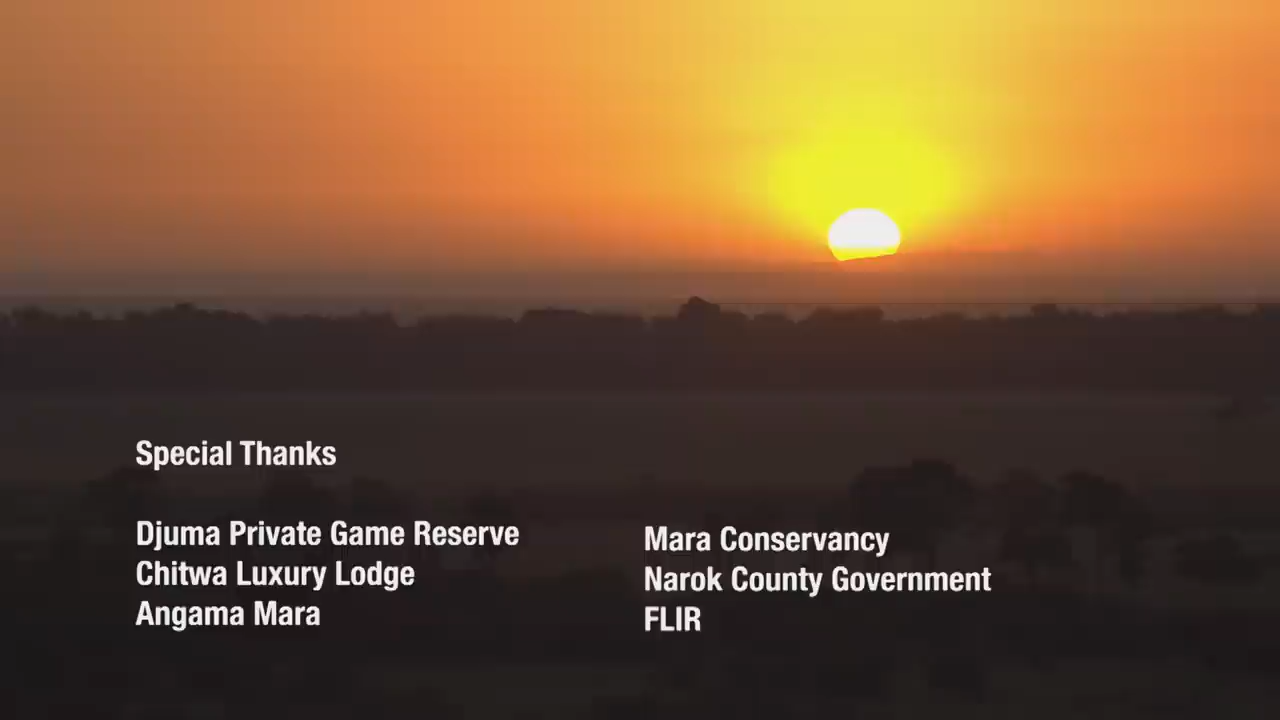 Special Thanks
Djuma Private Game Reserve
Chitwa Luxury Lodge
Angama Mara
Mara Conservancy
Narok County Government
FLIR